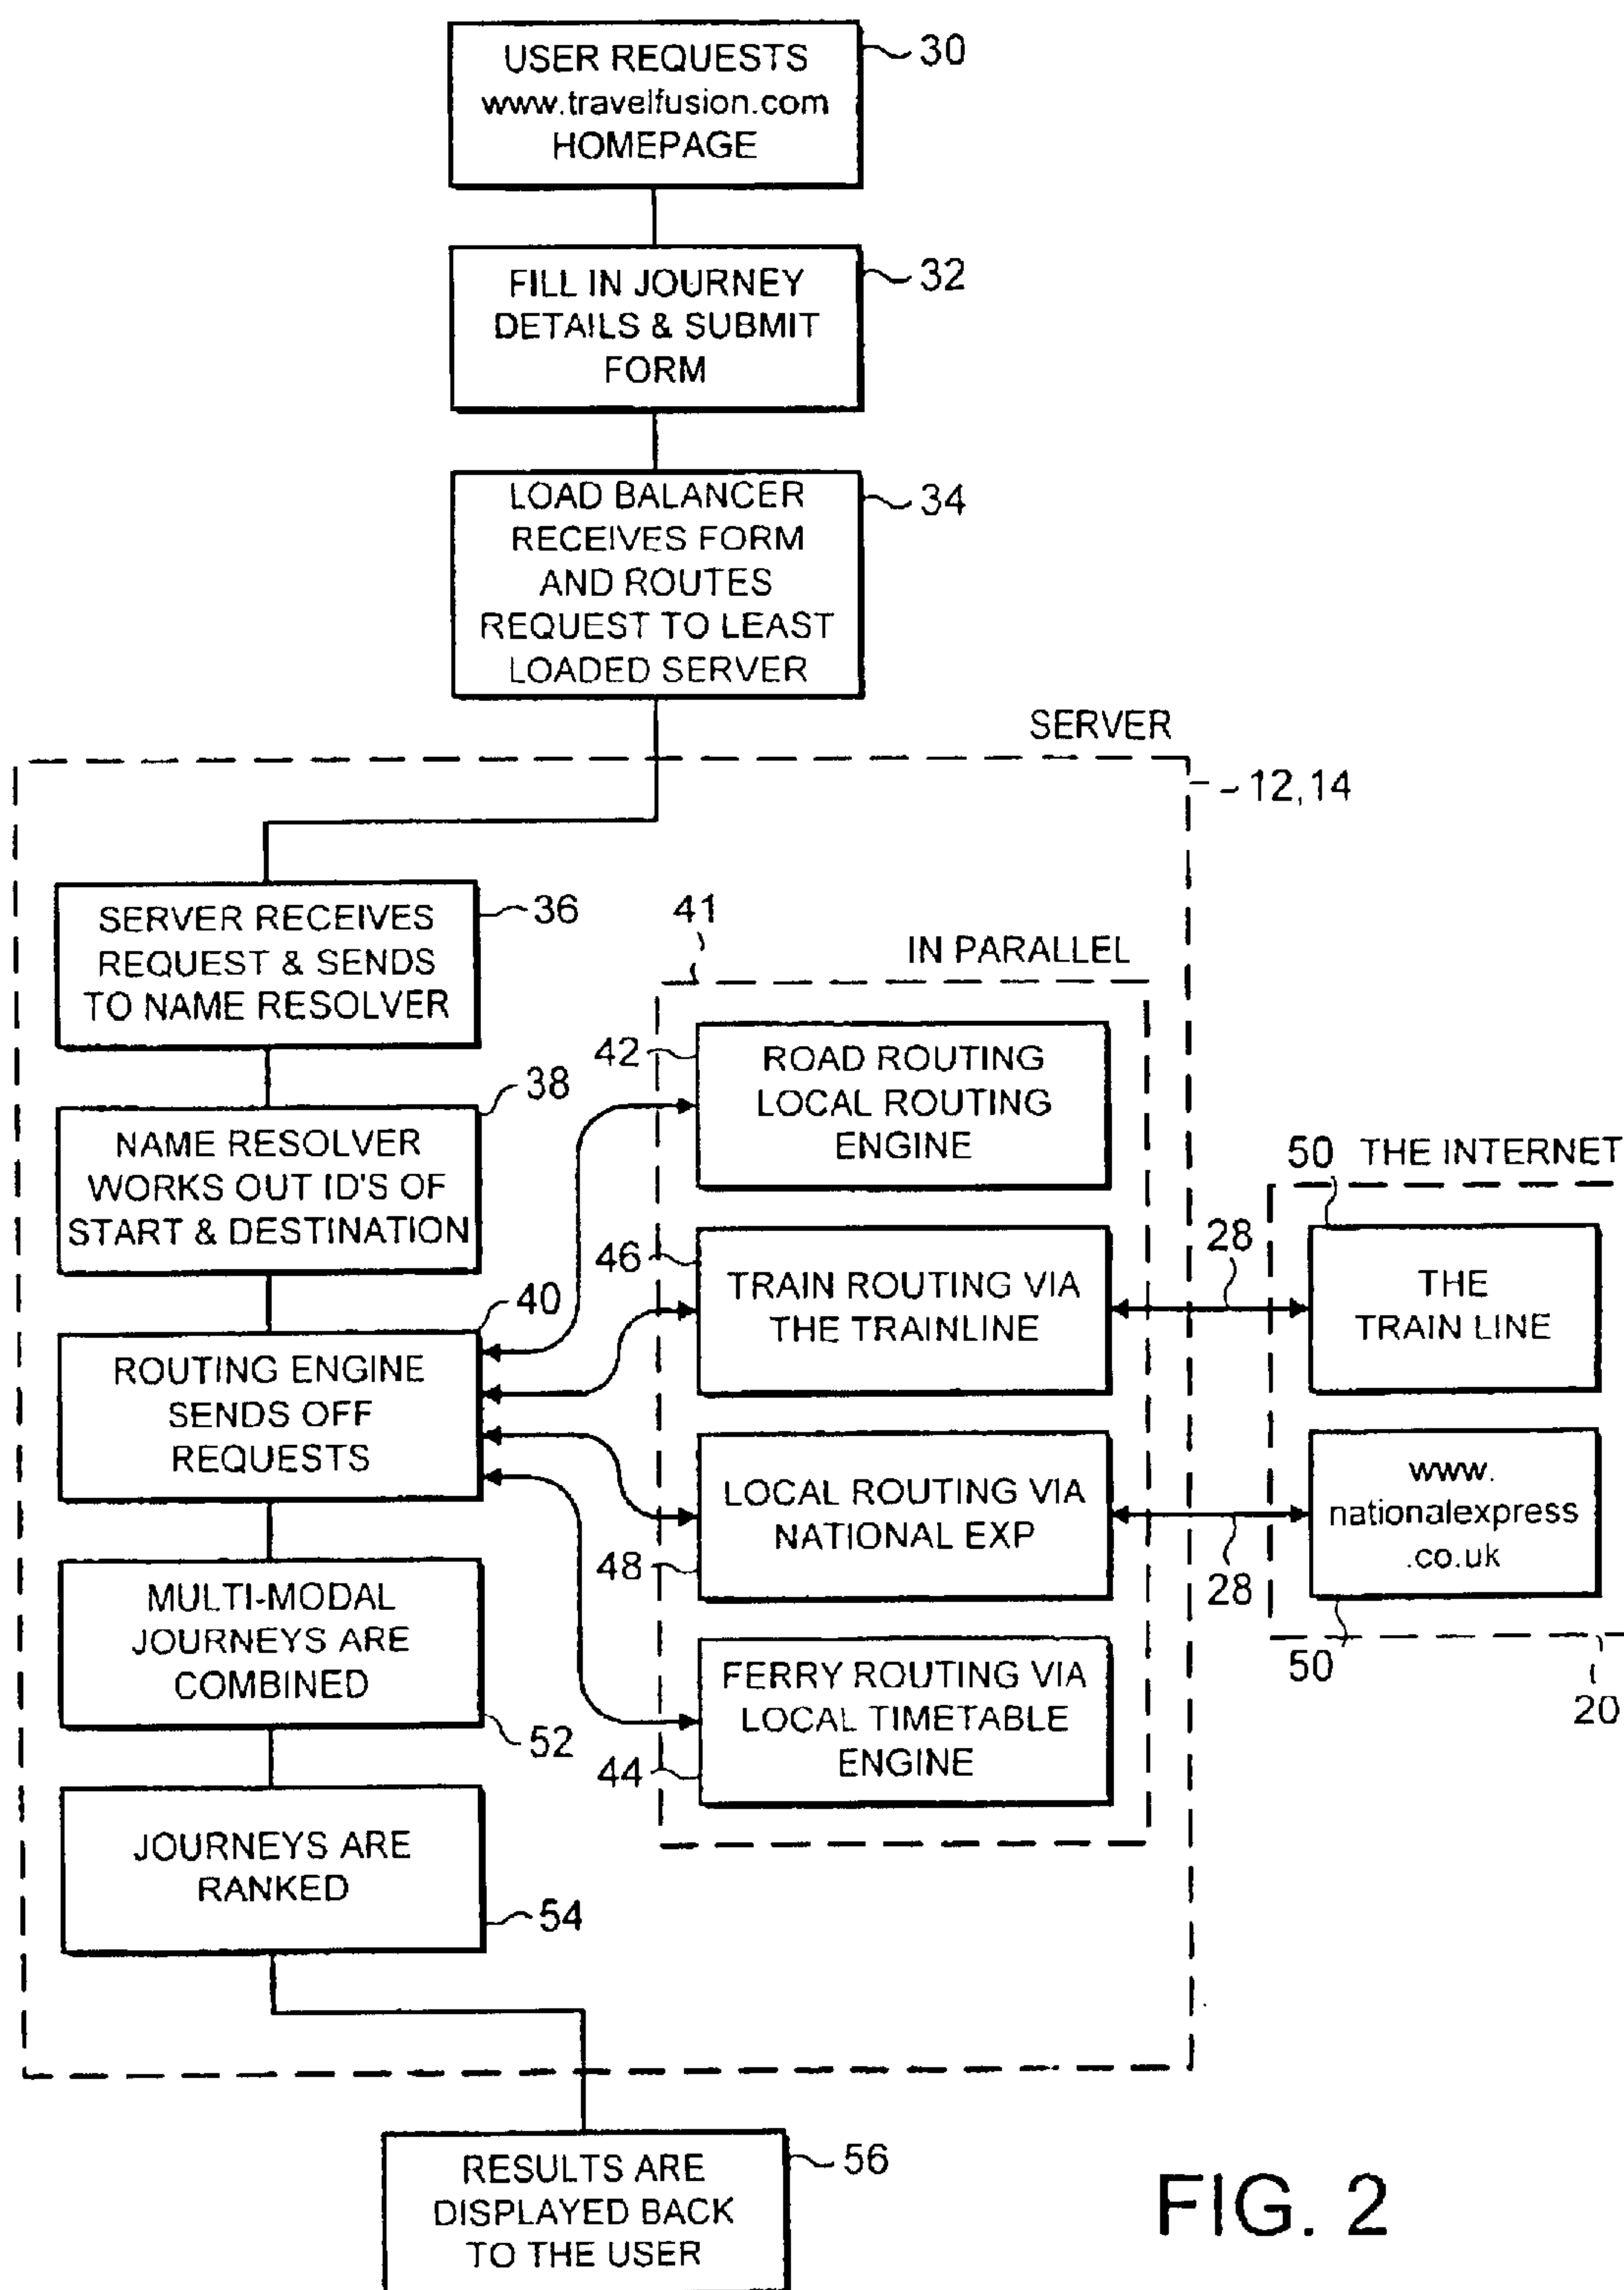 USER REQUESTS
www.travelfusion.com
HOMEPAGE
30
FILL IN JOURNEY
DETAILS & SUBMIT
FORM
32
LOAD BALANCER
RECEIVES FORM
AND ROUTES
REQUEST TO LEAST
LOADED SERVER
34
SERVER
12,14
SERVER RECEIVES
REQUEST & SENDS
TO NAME RESOLVER
36
NAME RESOLVER
WORKS OUT ID'S OF
START & DESTINATION
38
ROUTING ENGINE
SENDS OFF
REQUESTS
40
41
IN PARALLEL
42
ROAD ROUTING
LOCAL ROUTING
ENGINE
46
TRAIN ROUTING VIA
THE TRAINLINE
28
50 THE INTERNET
THE
TRAIN LINE
LOCAL ROUTING VIA
NATIONAL EXP
48
28
www.
nationalexpress
.co.uk
50
20
FERRY ROUTING VIA
LOCAL TIMETABLE
ENGINE
44
MULTI-MODAL
JOURNEYS ARE
COMBINED
52
JOURNEYS ARE
RANKED
54
RESULTS ARE
DISPLAYED BACK
TO THE USER
56
FIG. 2